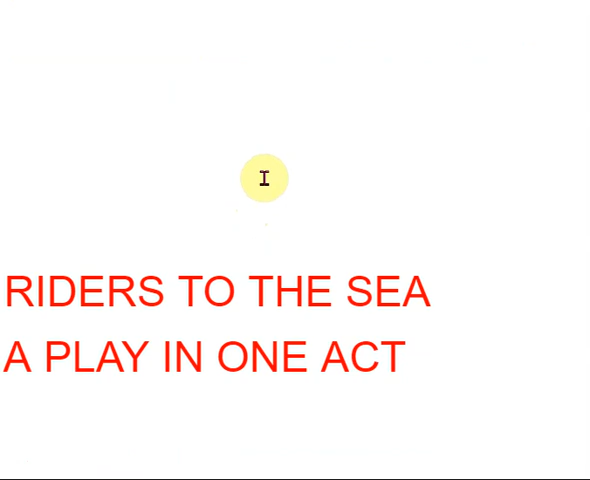 RIDERS TO THE SEA
A PLAY IN ONE ACT